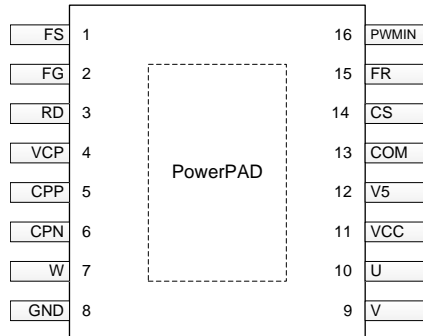 FS 1 16 PWMIN
FG 2 15 FR
RD 3 14 CS
VCP 4 13 COM
PowerPAD
CPP 5 12 V5
CPN 6 11 VCC
W 7 10 U
GND 8 9 V